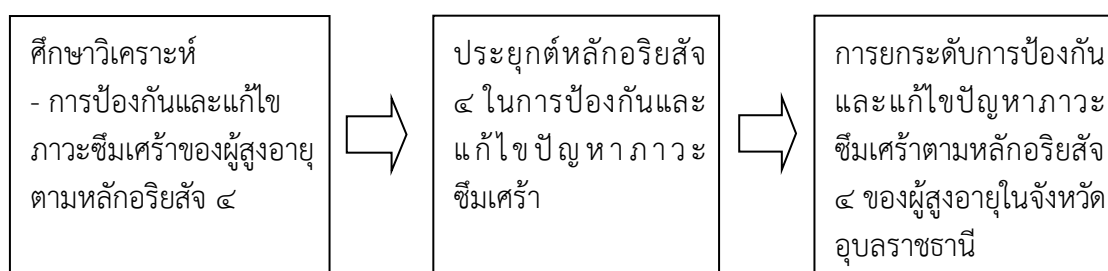 ศึกษาวิเคราะห์
- การป้องกันและแก้ไข
ภาวะซึมเศร้าของผู้สูงอายุ
ตามหลักอริยสัจ ๔
ประยุกต์หลักอริยสัจ
๔ ในการป้องกันและ
แก้ไขปัญหาภาวะ
ซึมเศร้า
การยกระดับการป้องกัน
และแก้ไขปัญหาภาวะ
ซึมเศร้าตามหลักอริยสัจ
๔ ของผู้สูงอายุในจังหวัด
อุบลราชธานี